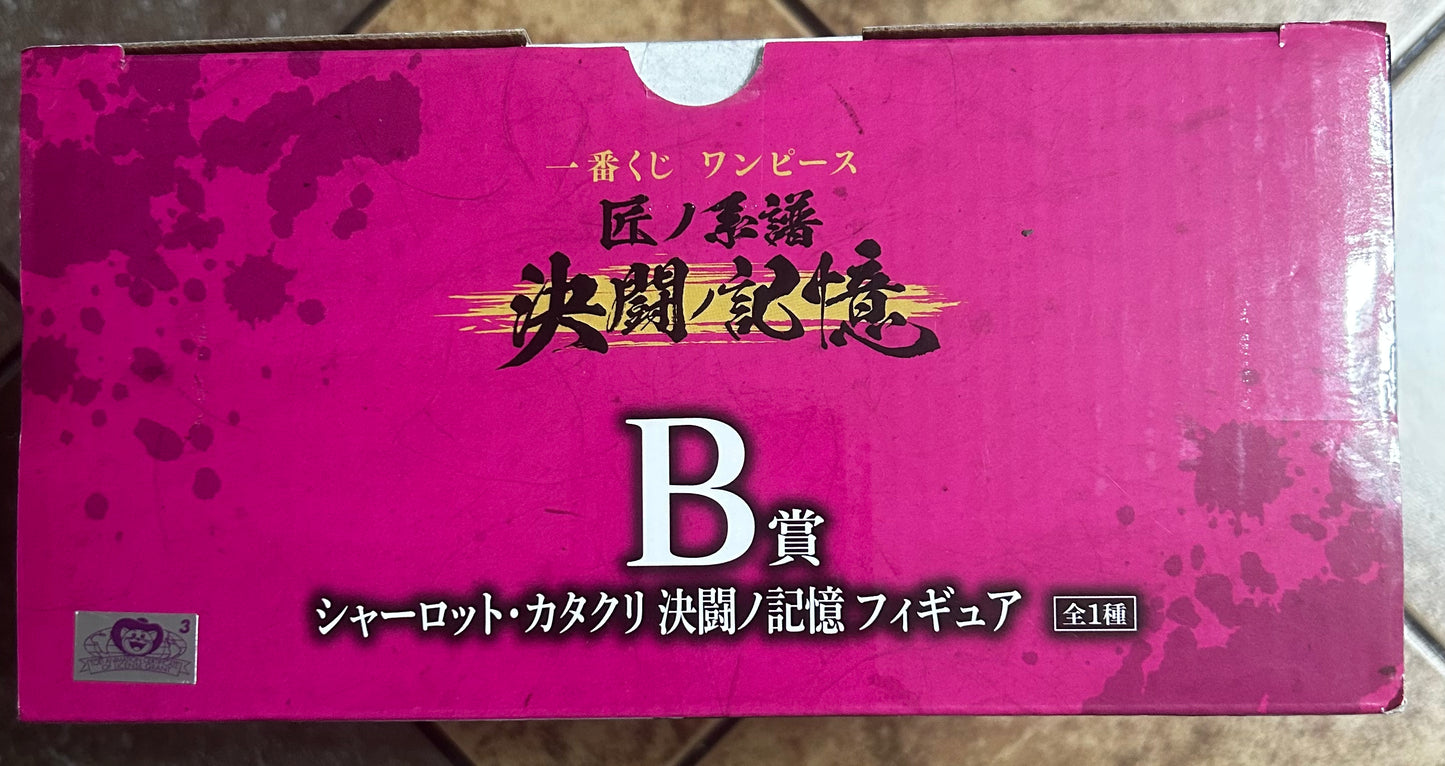 一番くじ ワンピース
匠ノ系譜
決闘ノ記憶
B賞
シャーロット・カタクリ 決闘ノ記憶 フィギュア 全1種
3